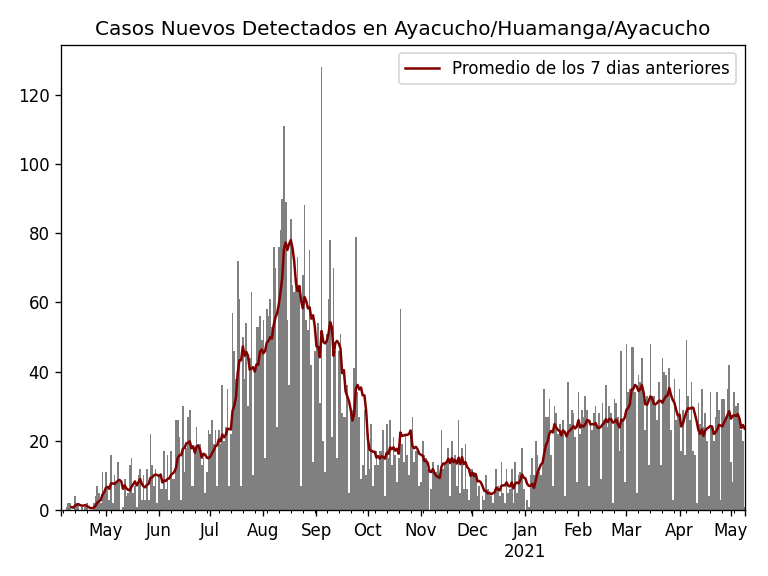 Casos Nuevos Detectados en Ayacucho/Huamanga/Ayacucho
Promedio de los 7 dias anteriores
120
100
80
60
40
20
0
May Jun Jul Aug Sep Oct Nov Dec Jan Feb Mar Apr May
2021